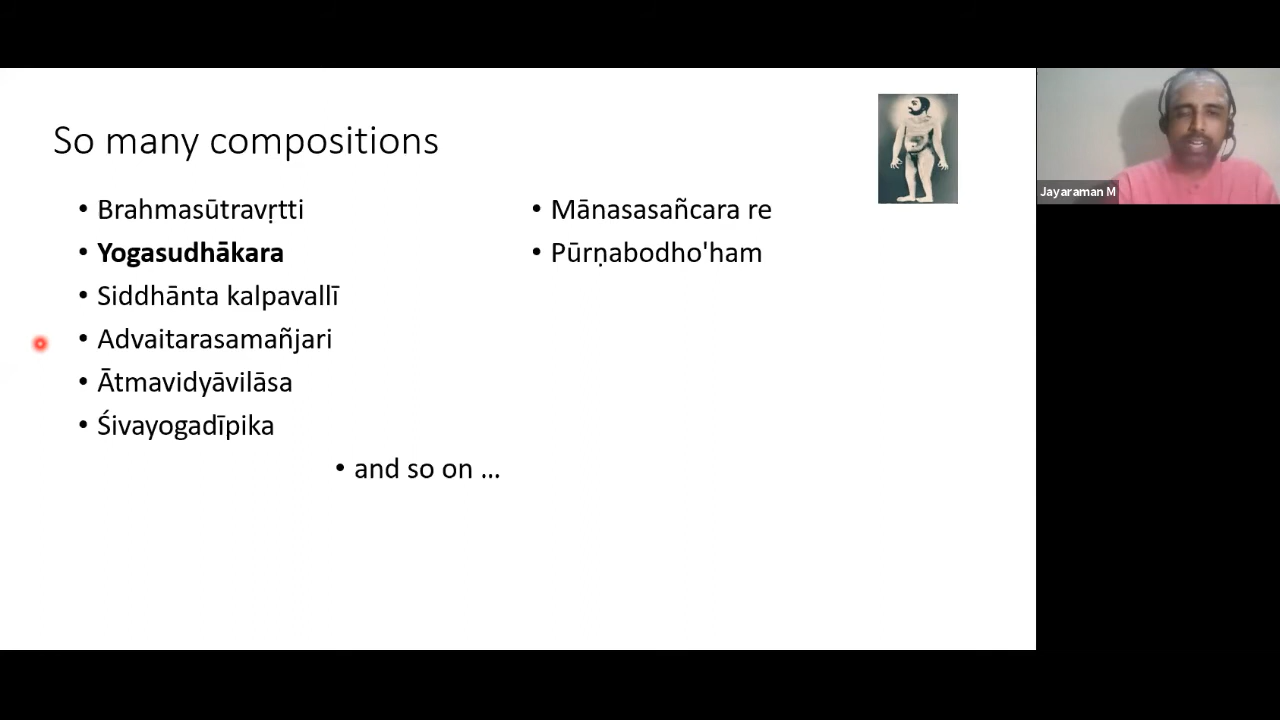 So many compositions
• Brahmasūtravṛtti
• Yogasudhākara
• Siddhānta kalpavallī
• Advaitarasamañjari
• Ātmavidyāvilāsa
• Śivayogadīpika
• and so on ...
• Mānasasañcara re
• Pūrṇabodho'ham
Jayaraman M